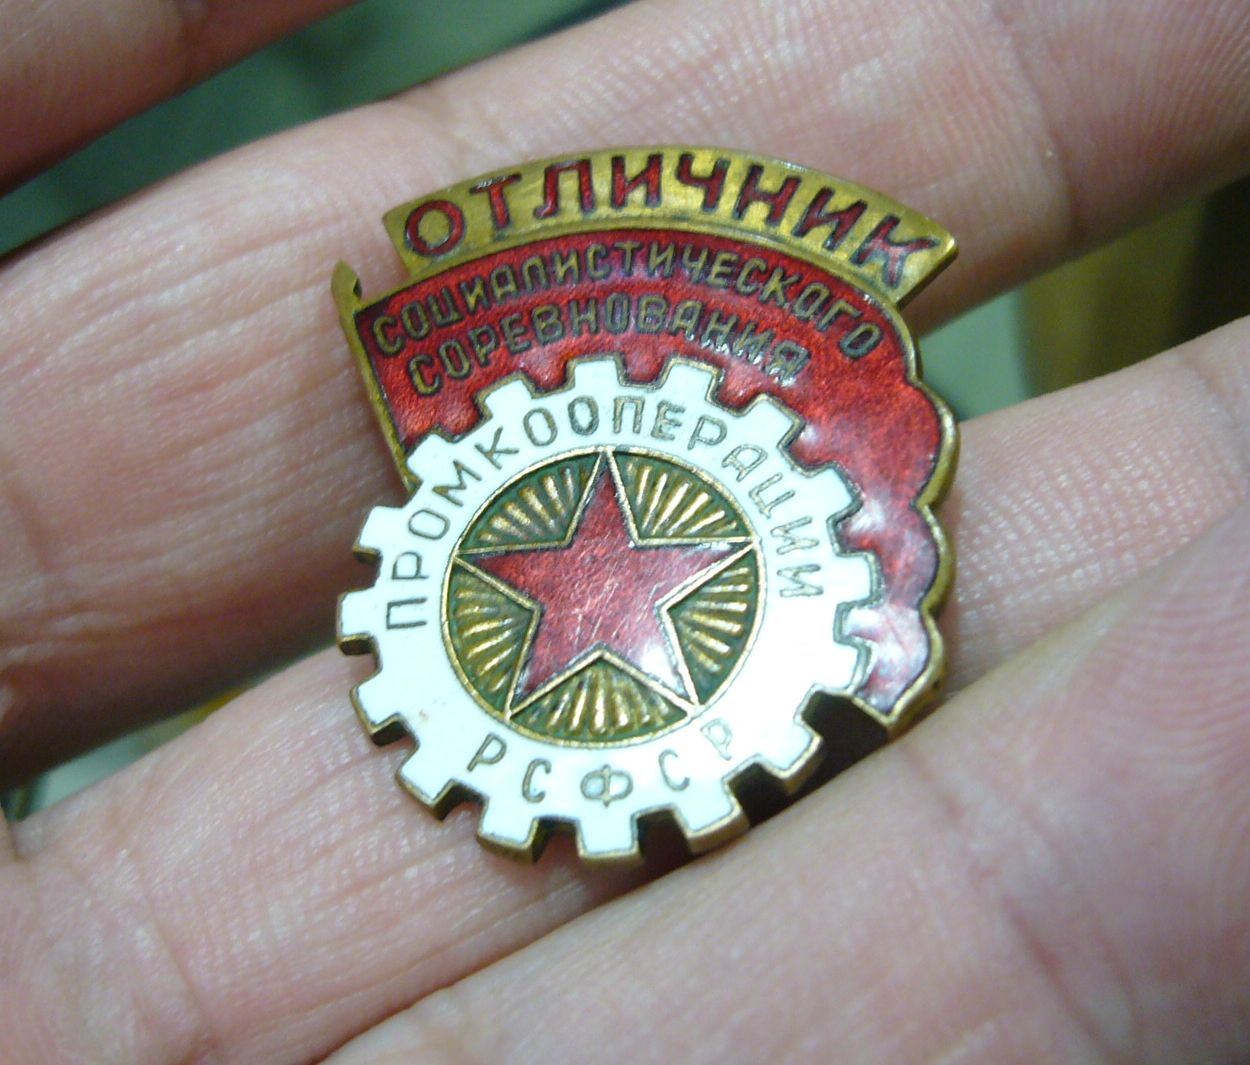 ОТЛИЧНИК
СОЦИАЛИСТИЧЕСКОГО
СОРЕВНОВАНИЯ
ПРОМКООПЕРАЦИИ
РСФСР